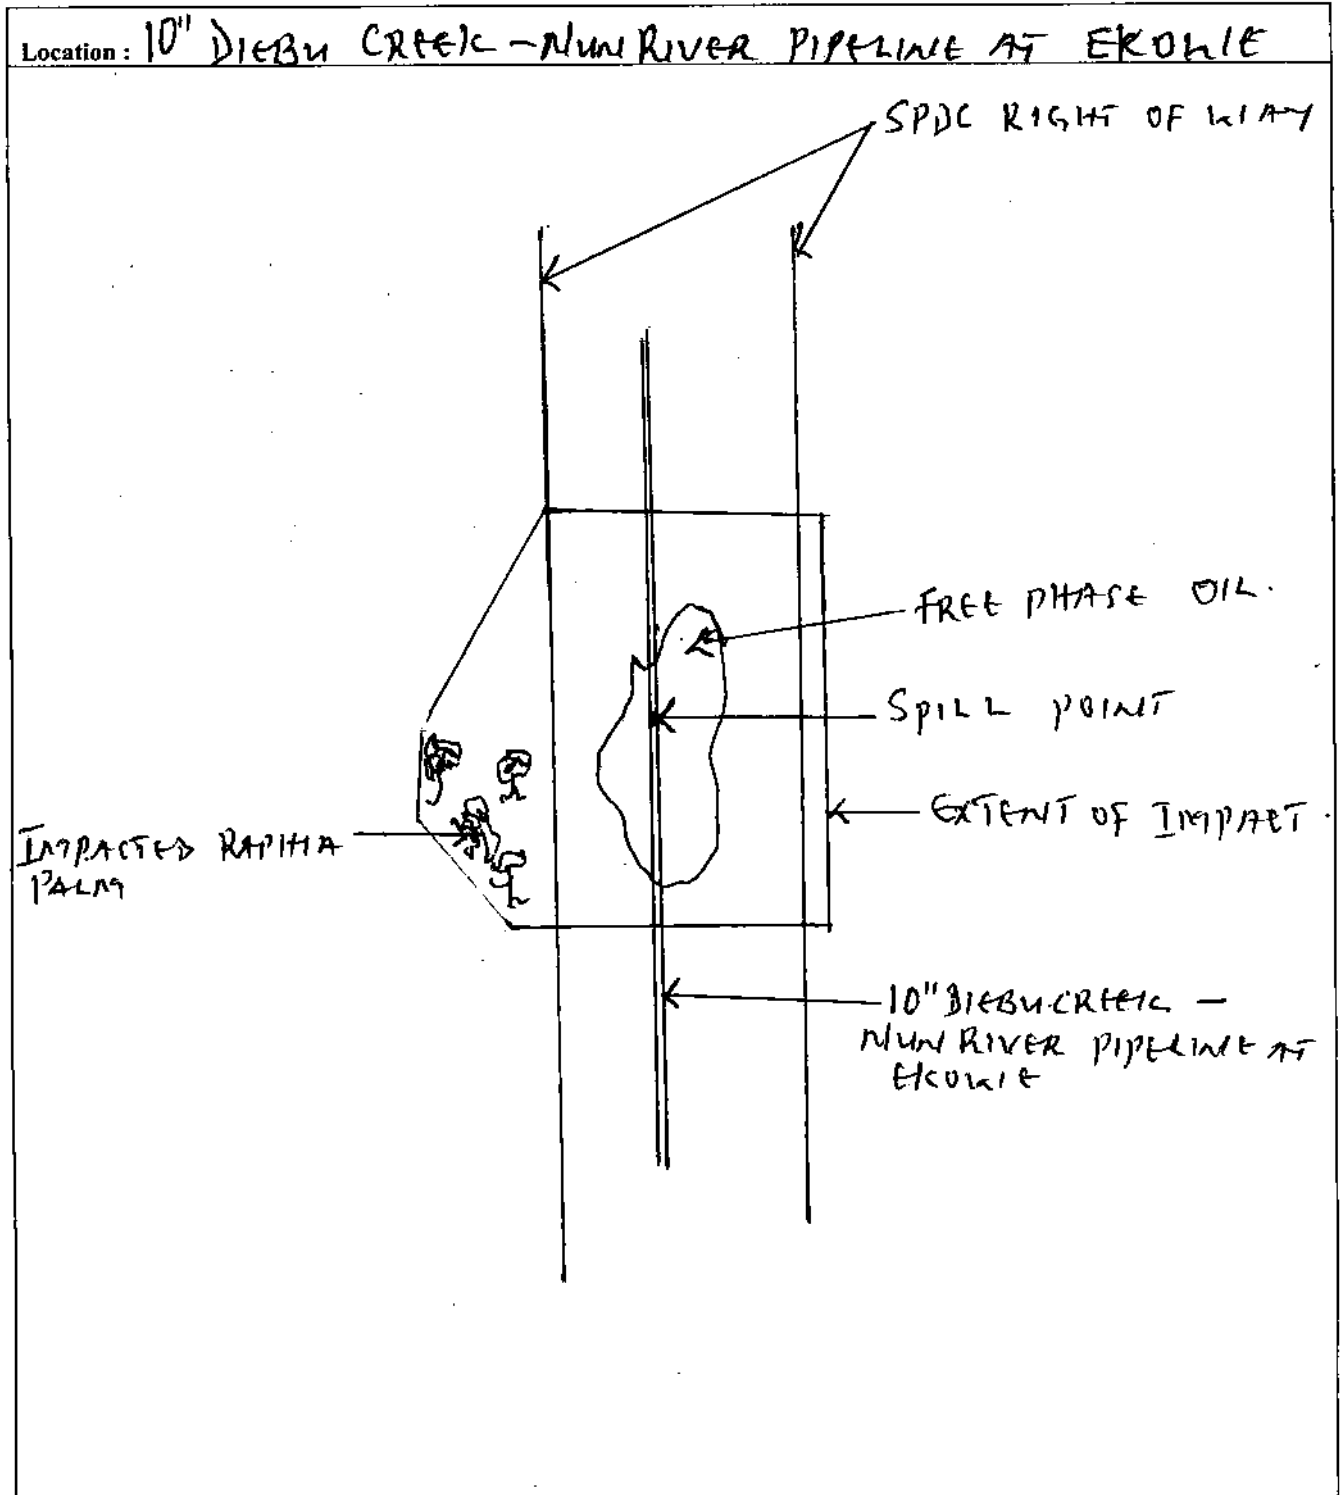 Location : 10" DIEBU CREEK - NUN RIVER PIPELINE AT EKOWE
SPDC RIGHT OF WAY
FREE PHASE OIL.
SPILL POINT
EXTENT OF IMPACT.
IMPACTED RAPHIA
PALM
10" DIEBU CREEK -
NUN RIVER PIPELINE AT
EKOWE